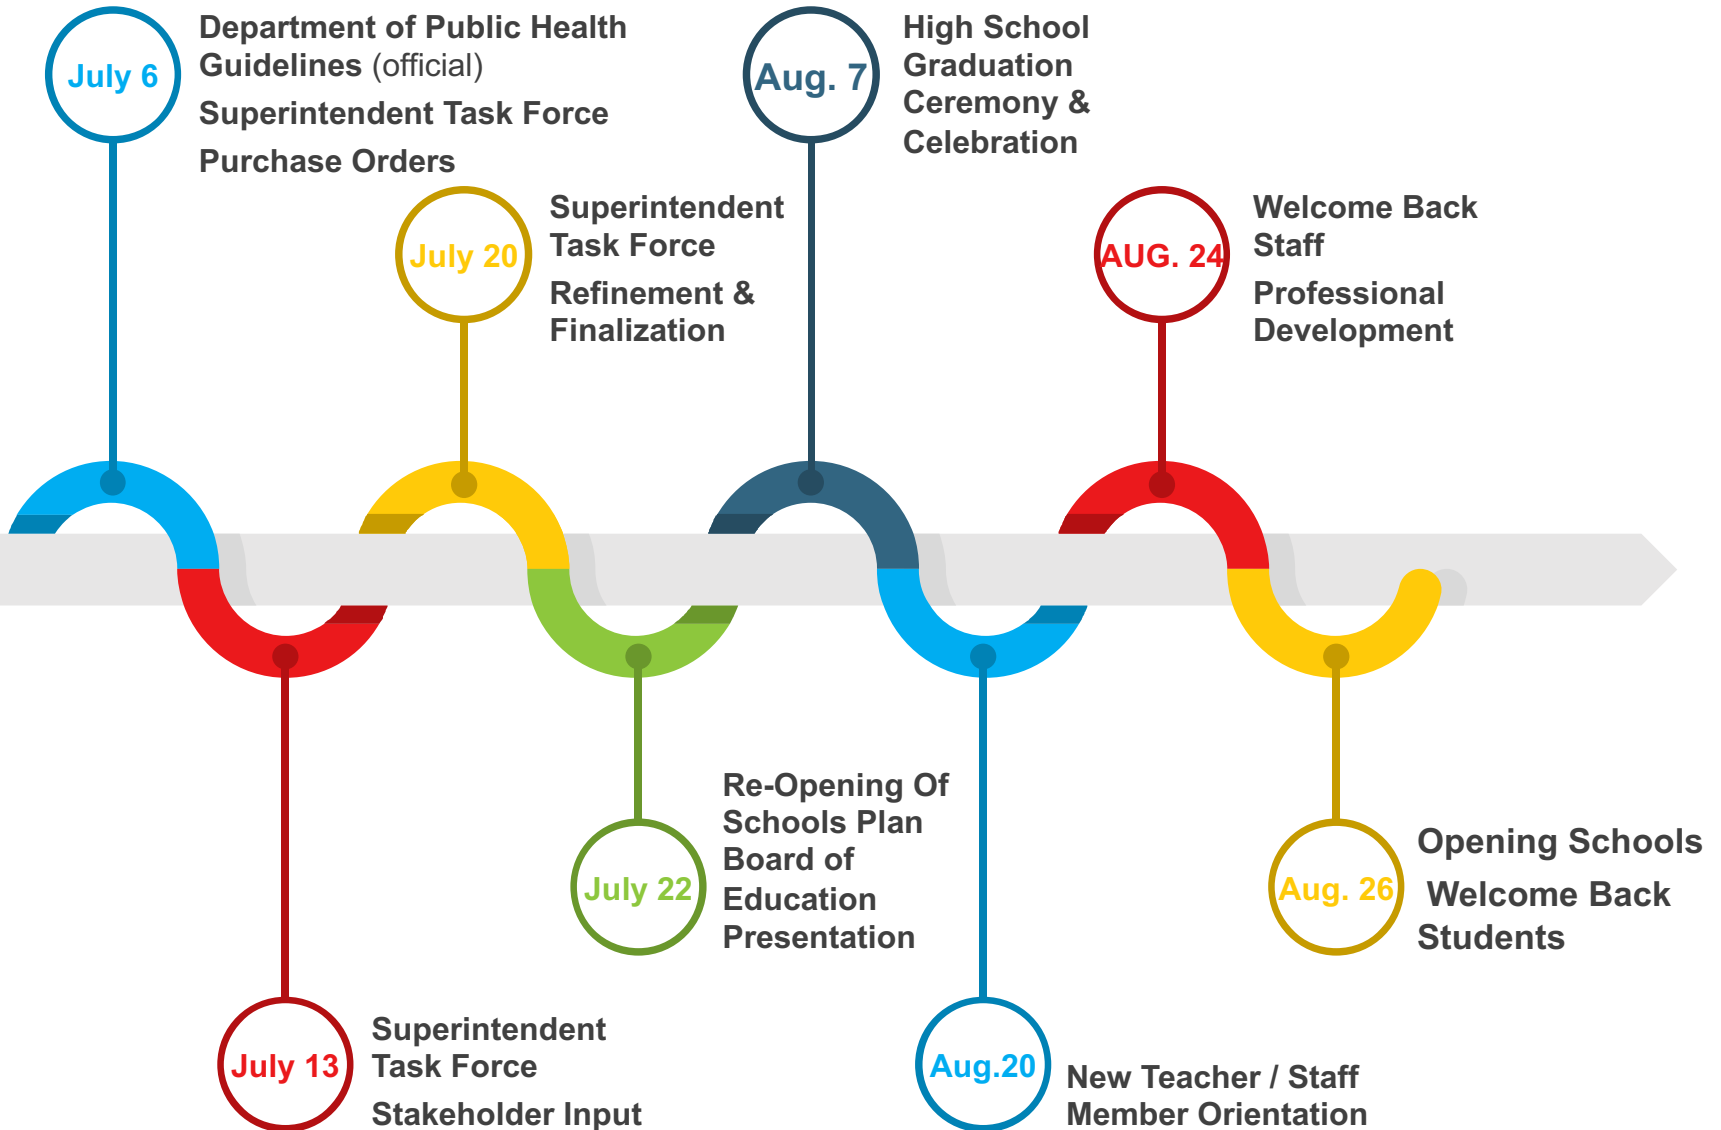 July 6
Department of Public Health
Guidelines (official)
Superintendent Task Force
Purchase Orders
July 13
Superintendent
Task Force
Stakeholder Input
July 20
Superintendent
Task Force
Refinement &
Finalization
July 22
Re-Opening Of
Schools Plan
Board of
Education
Presentation
Aug. 7
High School
Graduation
Ceremony &
Celebration
Aug.20
New Teacher / Staff
Member Orientation
AUG. 24
Welcome Back
Staff
Professional
Development
Aug. 26
Opening Schools
Welcome Back
Students